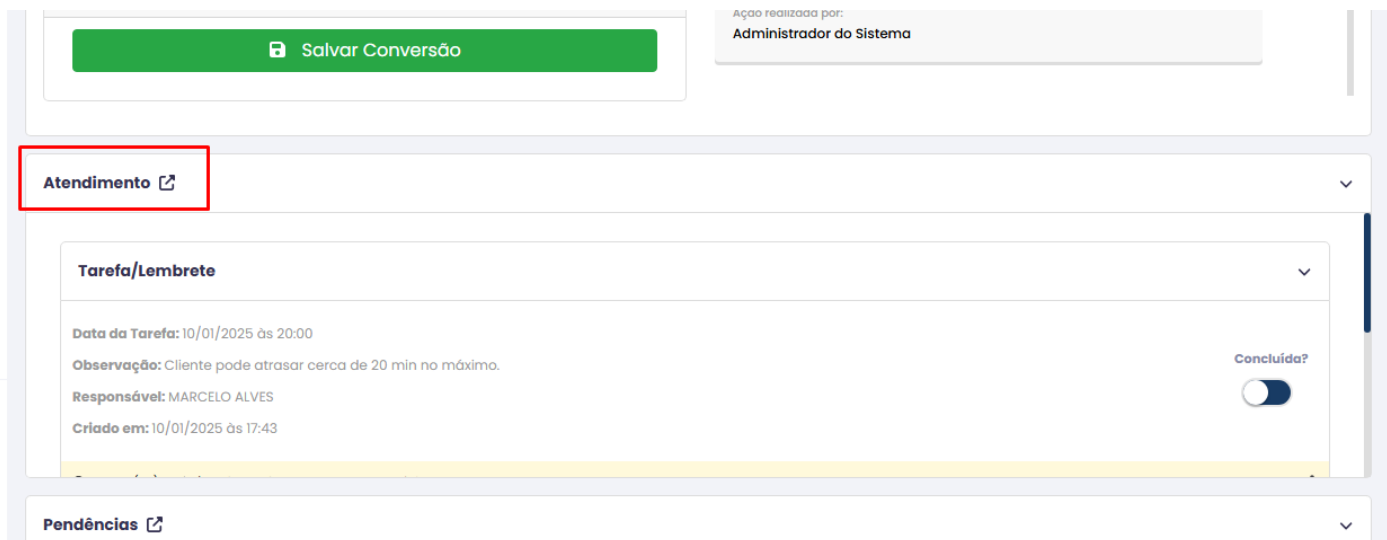 Salvar Conversão
Ação realizada por:
Administrador do Sistema
Atendimento
Tarefa/Lembrete
Data da Tarefa: 10/01/2025 às 20:00
Observação: Cliente pode atrasar cerca de 20 min no máximo.
Responsável: MARCELO ALVES
Criado em: 10/01/2025 às 17:43
Concluída?
Pendências